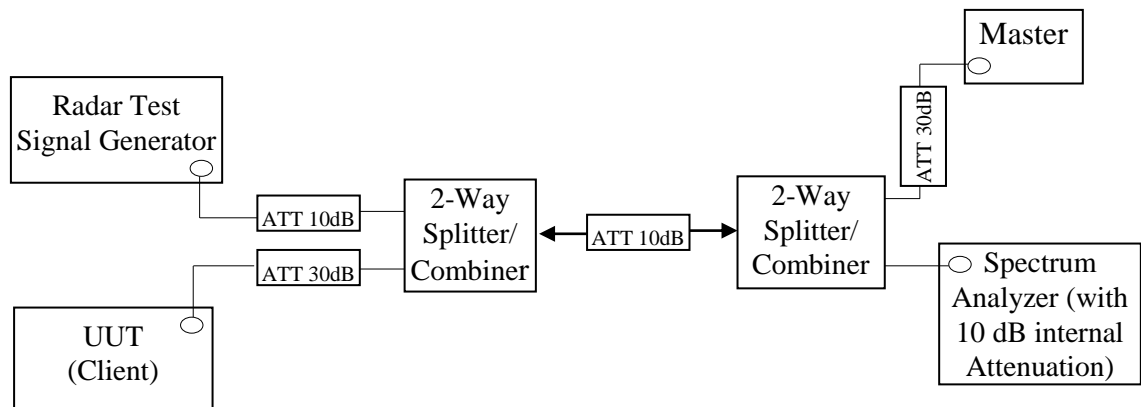 Radar Test
Signal Generator
ATT 10dB
ATT 30dB
UUT
(Client)
2-Way
Splitter/
Combiner
ATT 10dB
2-Way
Splitter/
Combiner
ATT 30dB
Master
Spectrum
Analyzer (with
10 dB internal
Attenuation)